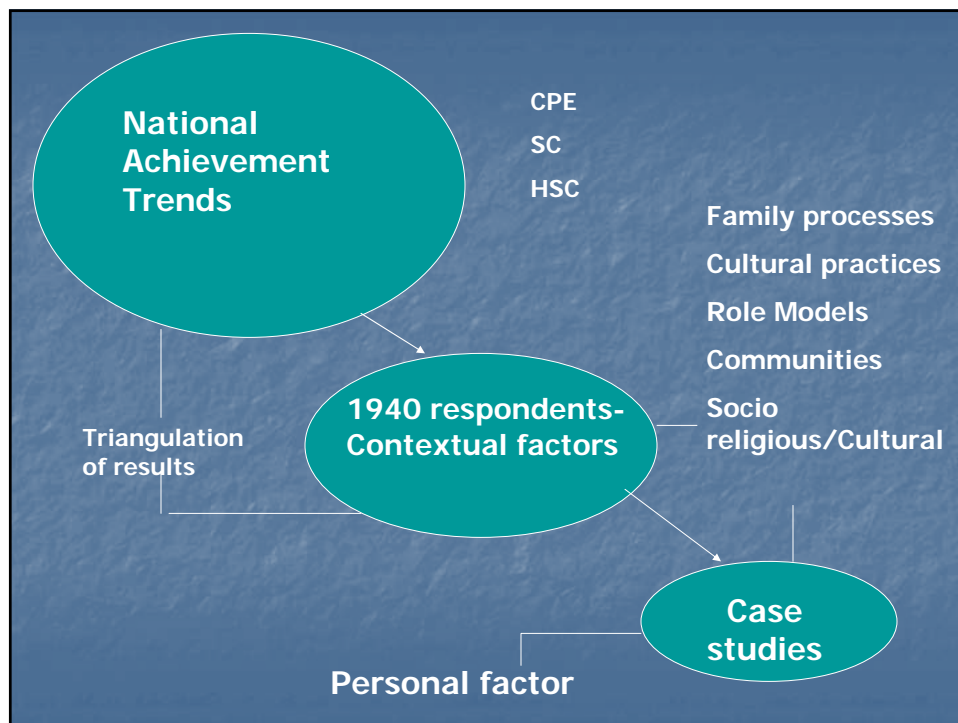 National
Achievement
Trends
CPE
SC
HSC
Family processes
Cultural practices
Role Models
Communities
Socio
religious/Cultural
1940 respondents-
Contextual factors
Triangulation
of results
Case
studies
Personal factor